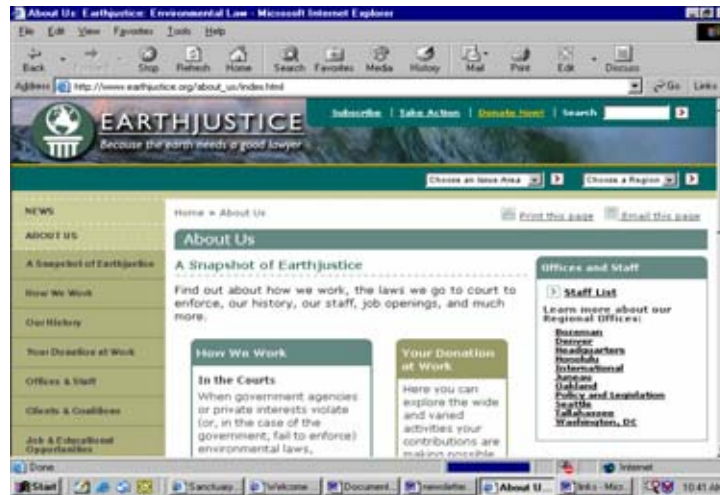 About Us: Earthjustice: Environmental Law - Microsoft Internet Explorer
File Edit View Favorites Tools Help
Back Forward Stop Refresh Home Search Favorites Media History Mail Print Edit Discuss
Address http://www.earthjustice.org/about_us/index.html Go Links
EARTHJUSTICE
Because the earth needs a good lawyer
Subscribe | Take Action | Donate Now! | Search
Choose an Issue Area Choose a Region
NEWS
ABOUT US
A Snapshot of Earthjustice
How We Work
Our History
Your Donation at Work
Offices & Staff
Clients & Coalitions
Job & Educational
Opportunities
Home » About Us
Print this page Email this page
About Us
A Snapshot of Earthjustice
Find out about how we work, the laws we go to court to
enforce, our history, our staff, job openings, and much
more.
How We Work
In the Courts
When government agencies
or private interests violate
(or, in the case of the
government, fail to enforce)
environmental laws,
Your Donation
at Work
Here you can
explore the wide
and varied
activities your
contributions are
making possible
Offices and Staff
Staff List
Learn more about our
Regional Offices:
Bozeman
Denver
Headquarters
Honolulu
International
Juneau
Oakland
Policy and Legislation
Seattle
Tallahassee
Washington, DC
Done Internet
Start Sanctuary... Welcome Document... newsletter... About U... links - Micr... 10:41 AM